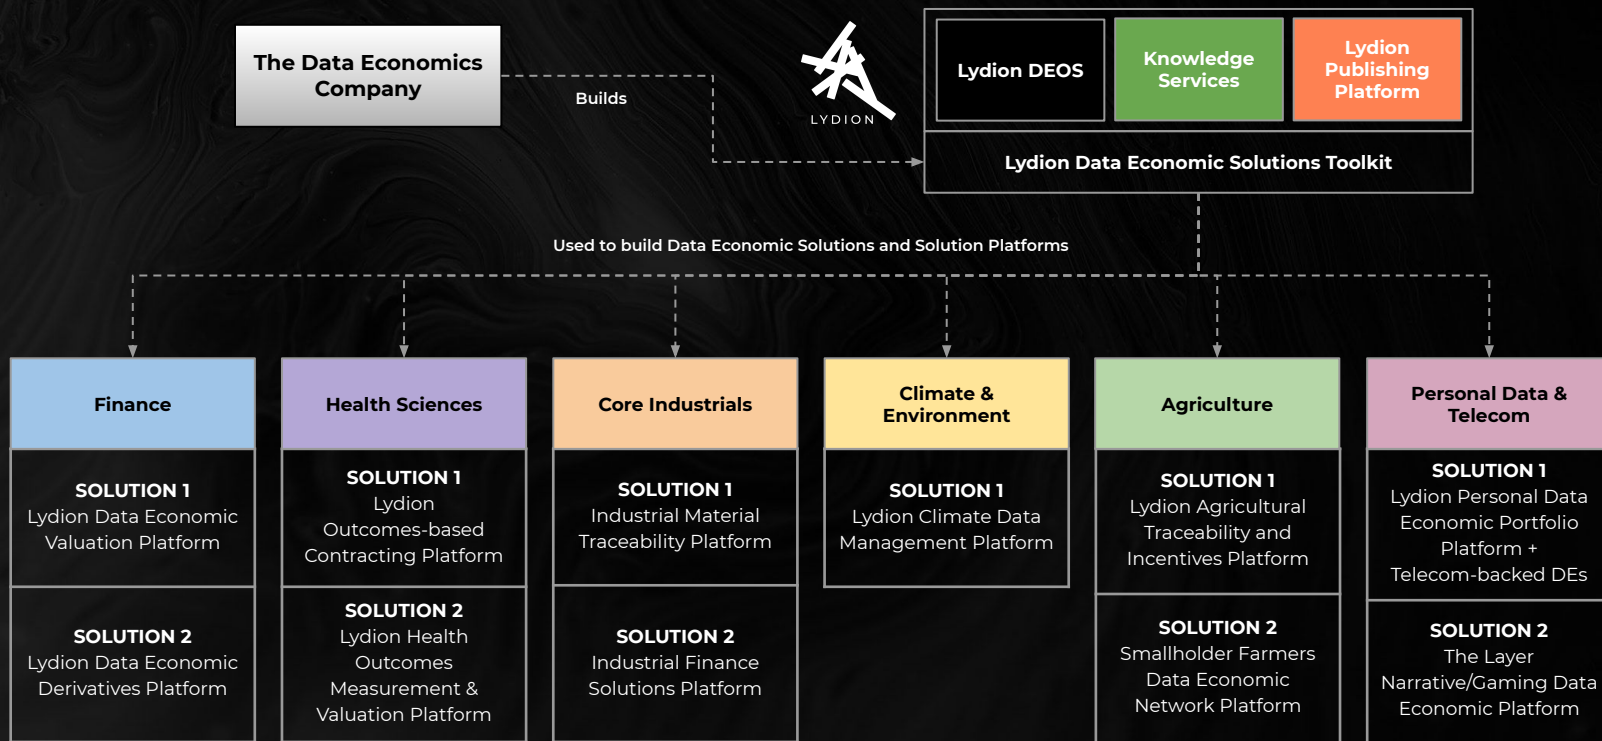 The Data Economics
Company
Builds
LYDION
Lydion DEOS
Knowledge
Services
Lydion
Publishing
Platform
Lydion Data Economic Solutions Toolkit
Used to build Data Economic Solutions and Solution Platforms
Finance
SOLUTION 1
Lydion Data Economic
Valuation Platform
SOLUTION 2
Lydion Data Economic
Derivatives Platform
Health Sciences
SOLUTION 1
Lydion
Outcomes-based
Contracting Platform
SOLUTION 2
Lydion Health
Outcomes
Measurement &
Valuation Platform
Core Industrials
SOLUTION 1
Industrial Material
Traceability Platform
SOLUTION 2
Industrial Finance
Solutions Platform
Climate &
Environment
SOLUTION 1
Lydion Climate Data
Management Platform
Agriculture
SOLUTION 1
Lydion Agricultural
Traceability and
Incentives Platform
SOLUTION 2
Smallholder Farmers
Data Economic
Network Platform
Personal Data &
Telecom
SOLUTION 1
Lydion Personal Data
Economic Portfolio
Platform +
Telecom-backed DEs
SOLUTION 2
The Layer
Narrative/Gaming Data
Economic Platform